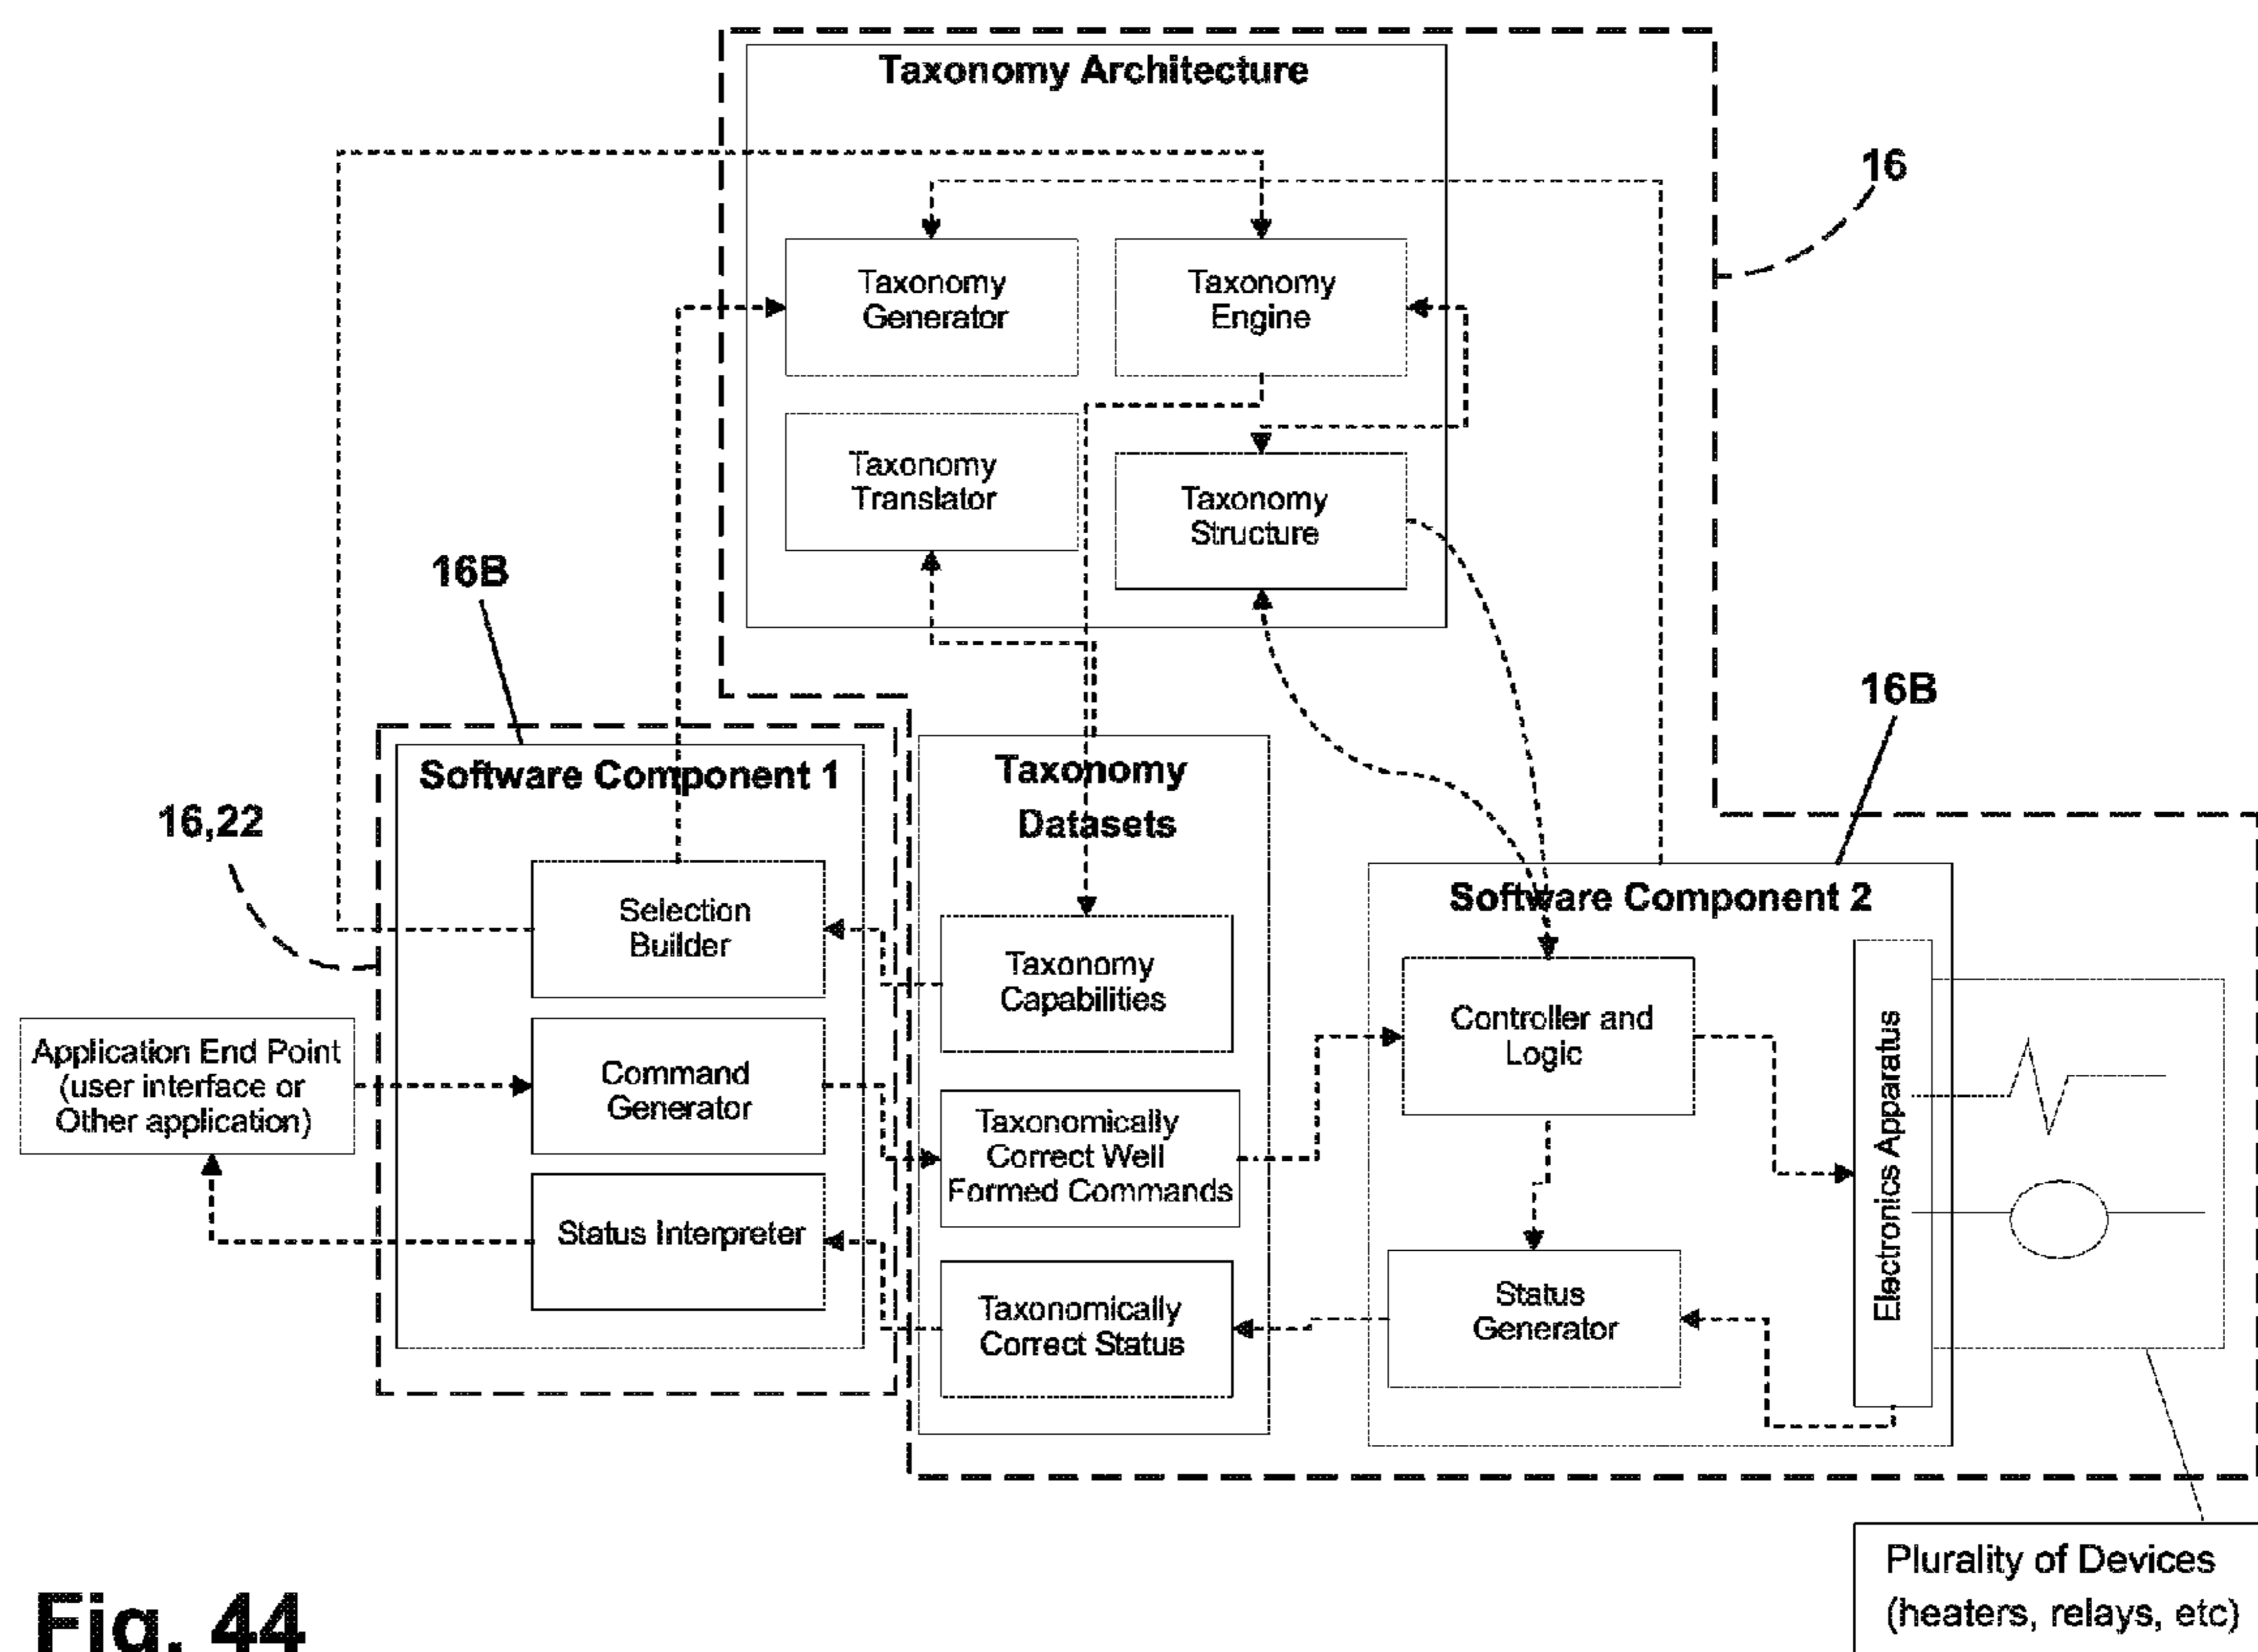 Taxonomy Architecture
16
Taxonomy
Generator
Taxonomy
Engine
Taxonomy
Translator
Taxonomy
Structure
16B
16B
Software Component 1
Taxonomy
Datasets
16,22
Software Component 2
Selection
Builder
Taxonomy
Capabilities
Controller and
Logic
Application End Point
(user interface or
Other application)
Command
Generator
Taxonomically
Correct Well
Formed Commands
Electronics Apparatus
Status Interpreter
Taxonomically
Correct Status
Status
Generator
Plurality of Devices
(heaters, relays, etc)
Fig. 44